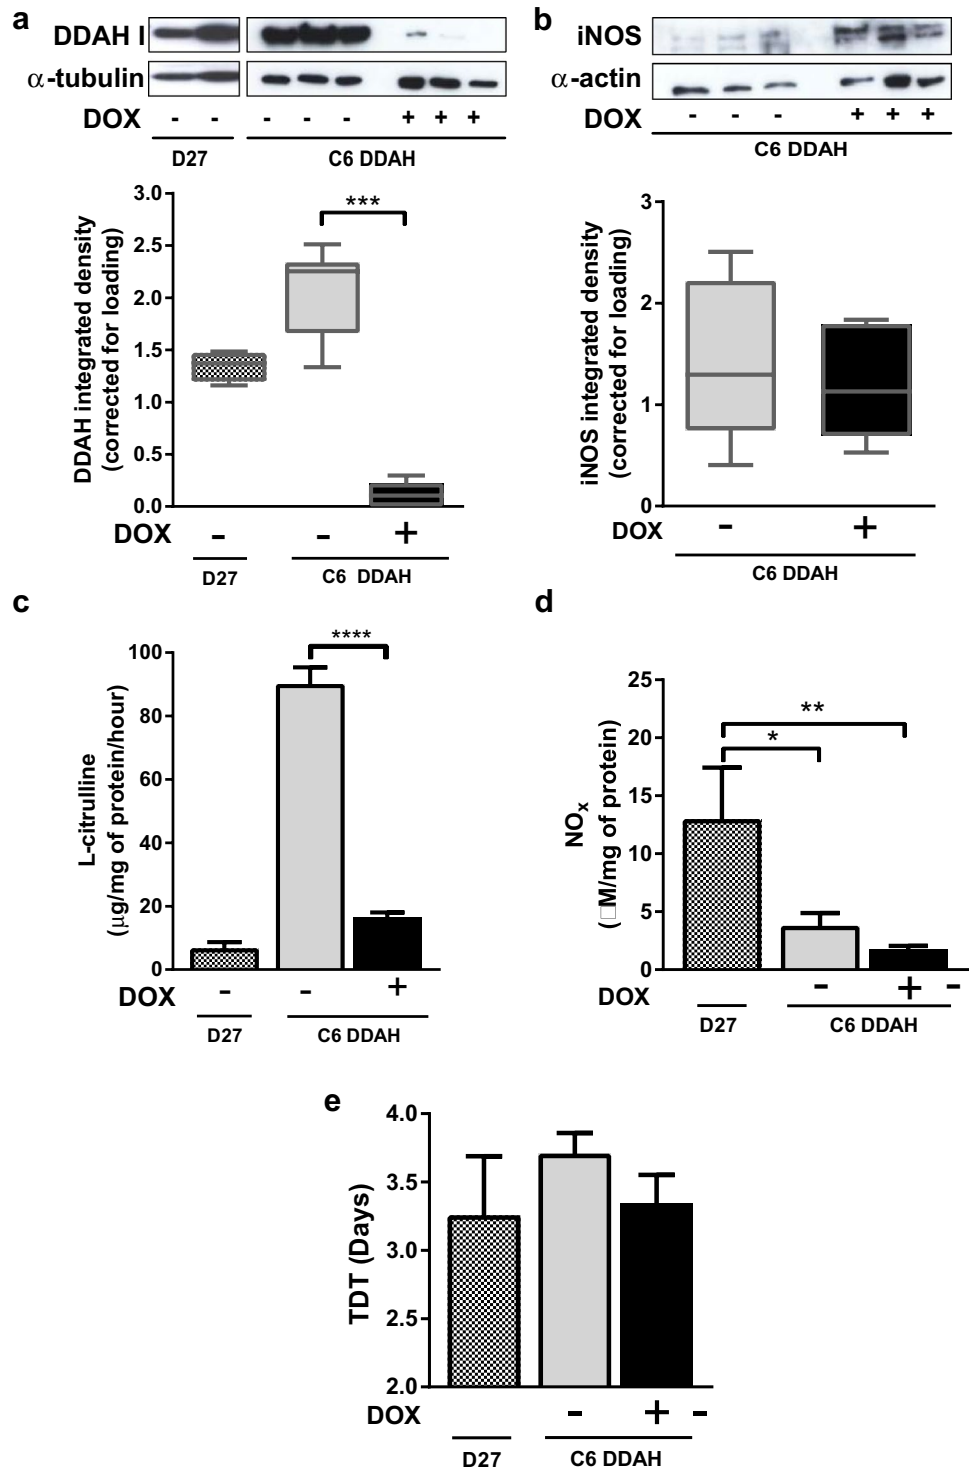 a
DDAH I
α-tubulin
DOX - - - - - + + +
D27 C6 DDAH
DDAH integrated density
(corrected for loading)
3.0
2.5
2.0
1.5
1.0
0.5
0.0
***
DOX - - +
D27 C6 DDAH
b
iNOS
α-actin
DOX - - - + + +
C6 DDAH
iNOS integrated density
(corrected for loading)
3
2
1
0
DOX - +
C6 DDAH
c
L-citrulline
(μg/mg of protein/hour)
100
80
60
40
20
0
****
DOX - - +
D27 C6 DDAH
d
NOx
(□M/mg of protein)
25
20
15
10
5
0
**
*
DOX - + -
D27 C6 DDAH
e
TDT (Days)
4.0
3.5
3.0
2.5
2.0
DOX - + -
D27 C6 DDAH